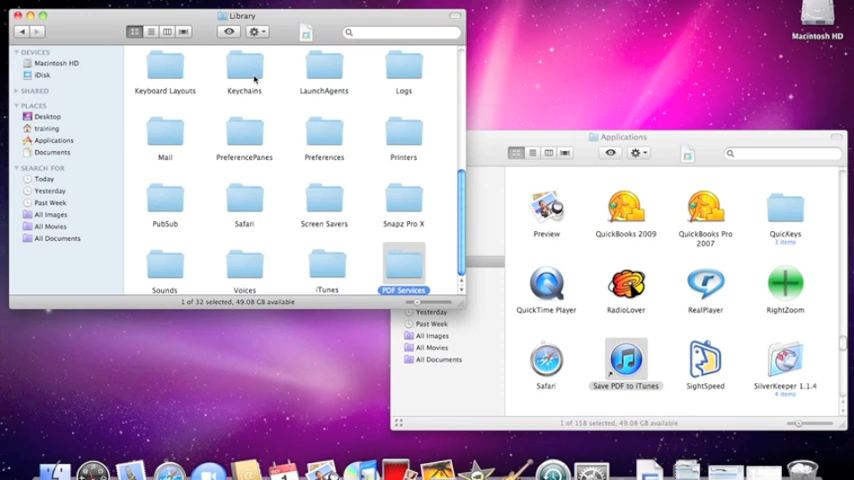 Library
DEVICES
Macintosh HD
iDisk
SHARED
PLACES
Desktop
training
Applications
Documents
SEARCH FOR
Today
Yesterday
Past Week
All Images
All Movies
All Documents
Keyboard Layouts
Keychains
LaunchAgents
Logs
Mail
PreferencePanes
Preferences
Printers
PubSub
Safari
Screen Savers
Snapz Pro X
Sounds
Voices
iTunes
PDF Services
1 of 32 selected, 49.08 GB available
Macintosh HD
Applications
Yesterday
Past Week
All Images
All Movies
All Documents
Preview
QuickBooks 2009
QuickBooks Pro
2007
QuicKeys
3 items
QuickTime Player
RadioLover
RealPlayer
RightZoom
Safari
Save PDF to iTunes
SightSpeed
SilverKeeper 1.1.4
4 items
1 of 158 selected, 49.08 GB available
1